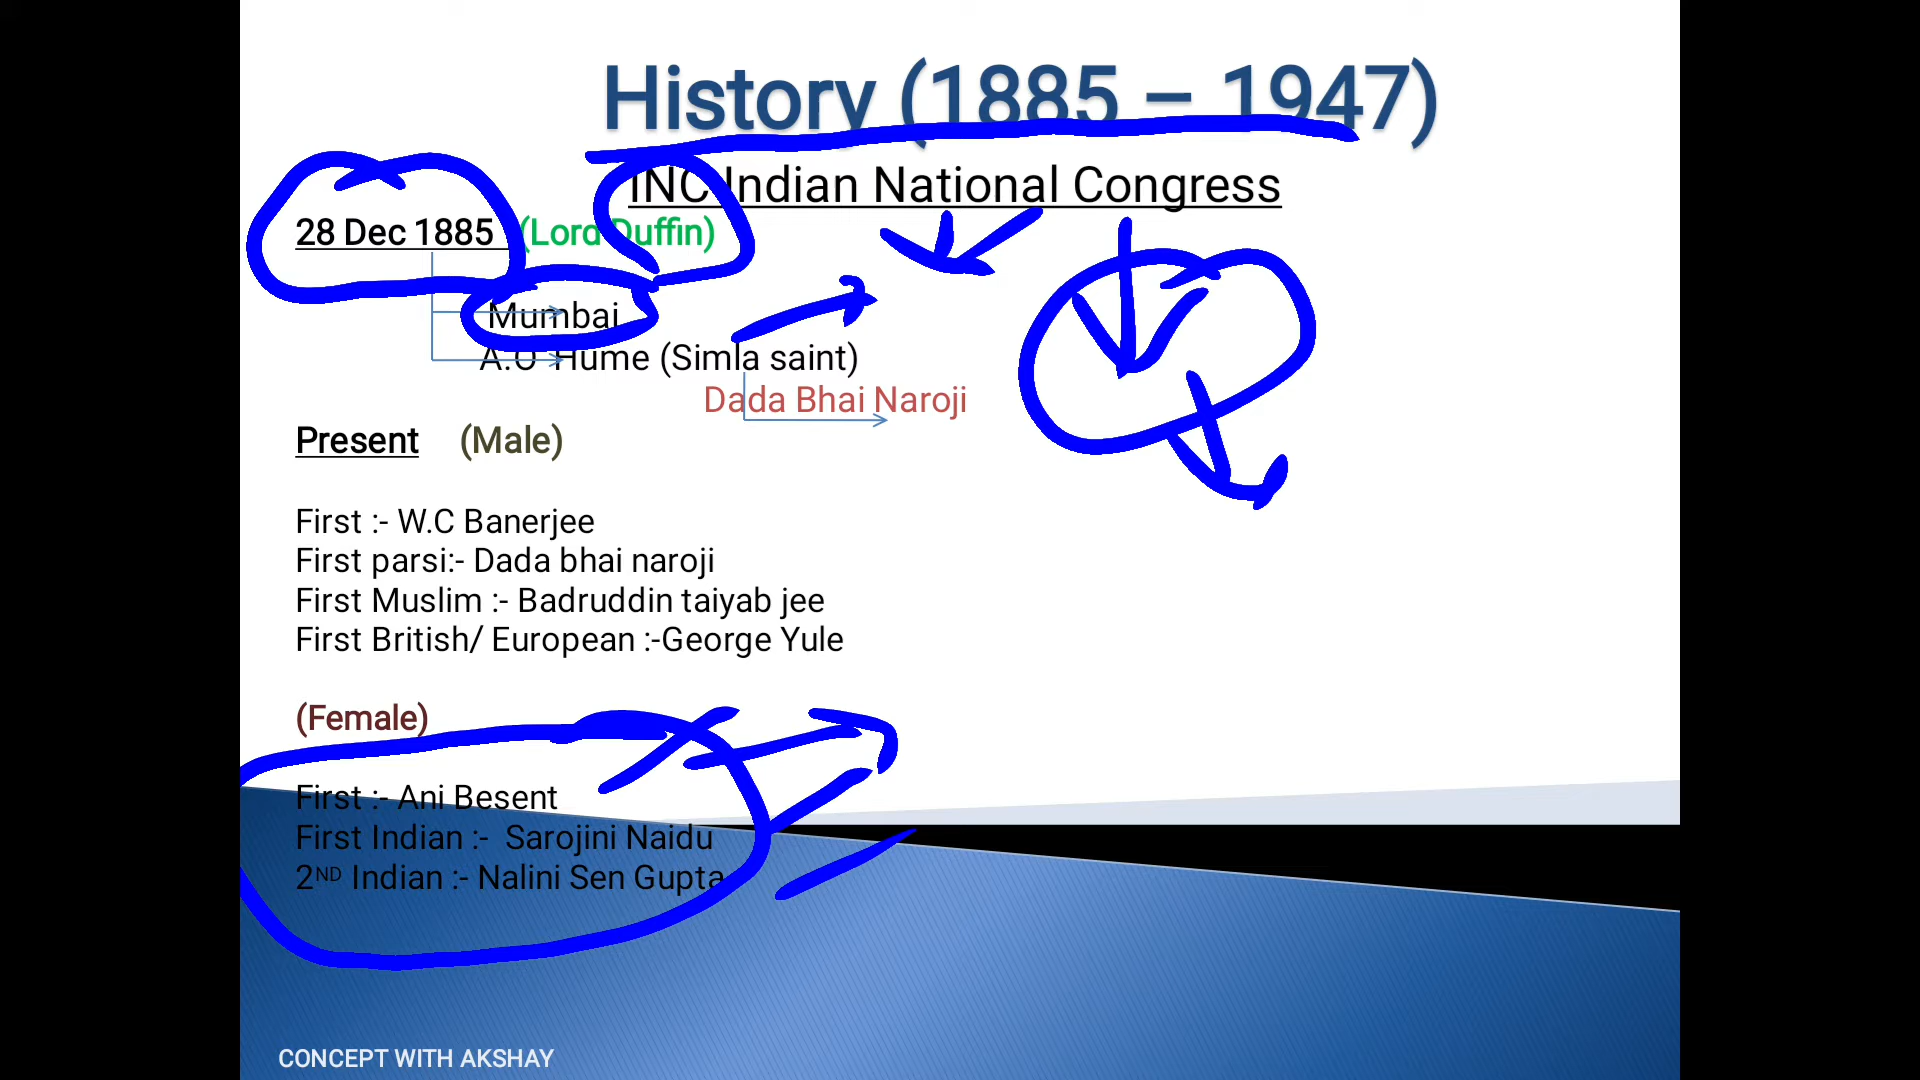 History (1885 – 1947)
INC Indian National Congress
28 Dec 1885 (Lord Duffin)
Mumbai
A.O Hume (Simla saint)
Dada Bhai Naroji
Present (Male)
First :- W.C Banerjee
First parsi:- Dada bhai naroji
First Muslim :- Badruddin taiyab jee
First British/ European :-George Yule
(Female)
First :- Ani Besent
First Indian :- Sarojini Naidu
2ND Indian :- Nalini Sen Gupta
CONCEPT WITH AKSHAY